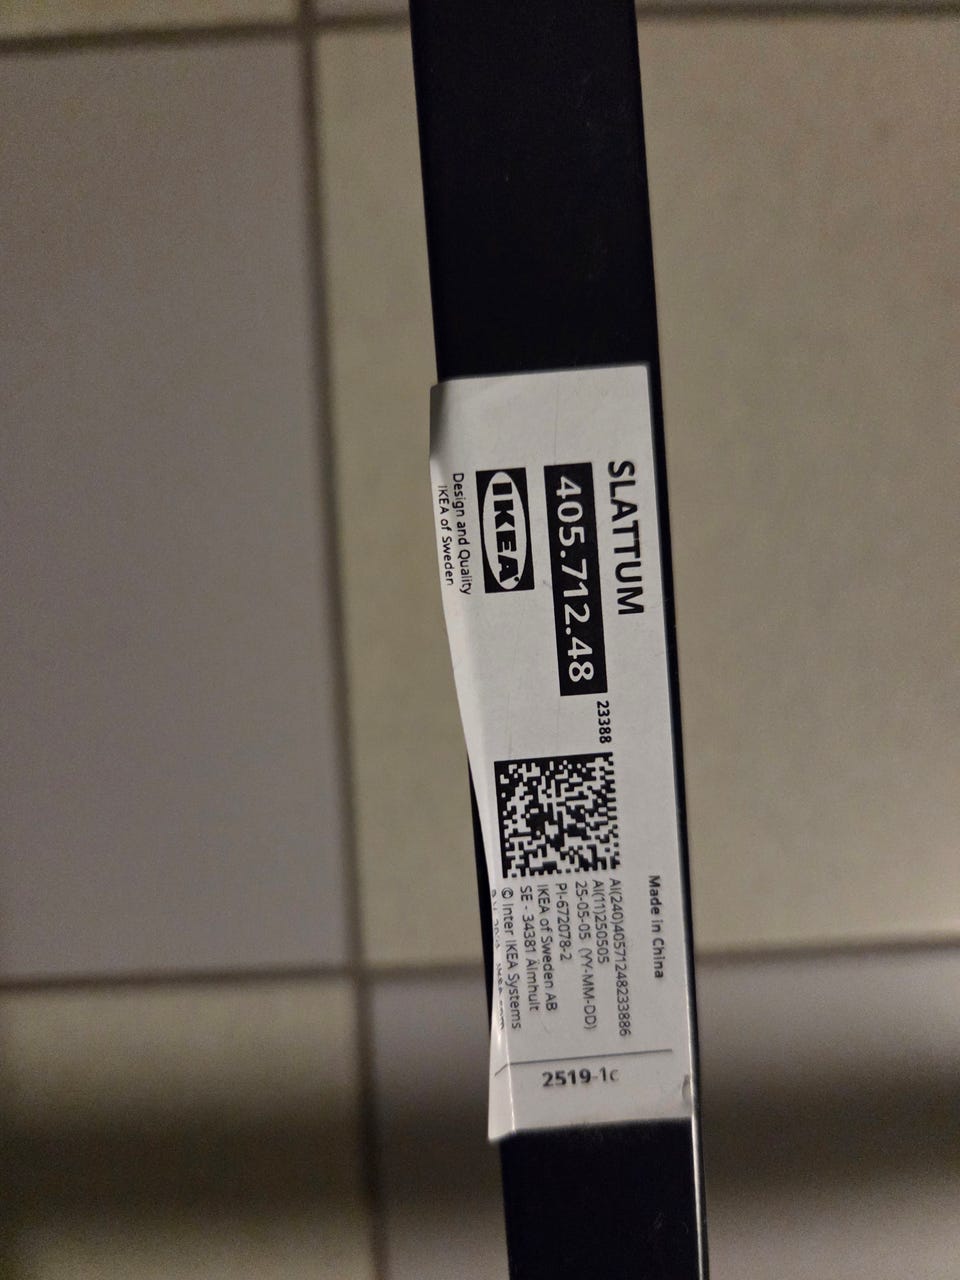 SLATTUM
405.712.48
23388
IKEA
Design and Quality
IKEA of Sweden
Made in China
AI(240)40571248233886
AI(11)250505
25-05-05 (YY-MM-DD)
PI-672078-2
IKEA of Sweden AB
SE - 34381 Älmhult
© Inter IKEA Systems
2519-1c